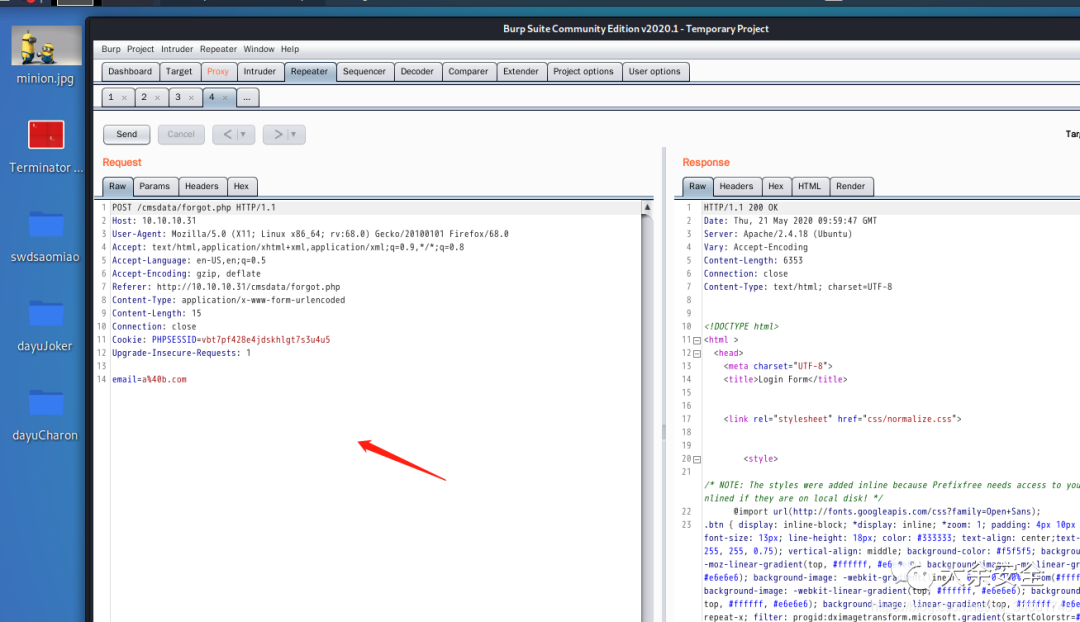 Burp Suite Community Edition v2020.1 - Temporary Project
Burp Project Intruder Repeater Window Help
Dashboard Target Proxy Intruder Repeater Sequencer Decoder Comparer Extender Project options User options
1 × 2 × 3 × 4 × ...
Send Cancel < ▾ > ▾
Tar
minion.jpg
Terminator ...
swdsaomiao
dayuJoker
dayuCharon
Request
Raw Params Headers Hex
1 POST /cmsdata/forgot.php HTTP/1.1
2 Host: 10.10.10.31
3 User-Agent: Mozilla/5.0 (X11; Linux x86_64; rv:68.0) Gecko/20100101 Firefox/68.0
4 Accept: text/html,application/xhtml+xml,application/xml;q=0.9,*/*;q=0.8
5 Accept-Language: en-US,en;q=0.5
6 Accept-Encoding: gzip, deflate
7 Referer: http://10.10.10.31/cmsdata/forgot.php
8 Content-Type: application/x-www-form-urlencoded
9 Content-Length: 15
10 Connection: close
11 Cookie: PHPSESSID=vbt7pf428e4jdskhlgt7s3u4u5
12 Upgrade-Insecure-Requests: 1
13
14 email=a%40b.com
Response
Raw Headers Hex HTML Render
1 HTTP/1.1 200 OK
2 Date: Thu, 21 May 2020 09:59:47 GMT
3 Server: Apache/2.4.18 (Ubuntu)
4 Vary: Accept-Encoding
5 Content-Length: 6353
6 Connection: close
7 Content-Type: text/html; charset=UTF-8
8
9
10 <!DOCTYPE html>
11 <html >
12 <head>
13 <meta charset="UTF-8">
14 <title>Login Form</title>
15
16
17 <link rel="stylesheet" href="css/normalize.css">
18
19
20 <style>
21
/* NOTE: The styles were added inline because Prefixfree needs access to you
nlined if they are on local disk! */
22 @import url(http://fonts.googleapis.com/css?family=Open+Sans);
23 .btn { display: inline-block; *display: inline; *zoom: 1; padding: 4px 10px
font-size: 13px; line-height: 18px; color: #333333; text-align: center;text-
255, 255, 0.75); vertical-align: middle; background-color: #f5f5f5; backgrou
-moz-linear-gradient(top, #ffffff, background-image: -ms-linear-gr
#e6e6e6); background-image: -webkit-
background-image: -webkit-linear-gradient(top, #ffffff, #e6e6e6); background-image:
top, #ffffff, #e6e6e6); background-image: linear-gradient(top, #ffffff, #e6e
repeat-x; filter: progid:dximagetransform.microsoft.gradient(startColorstr=#
大余安全